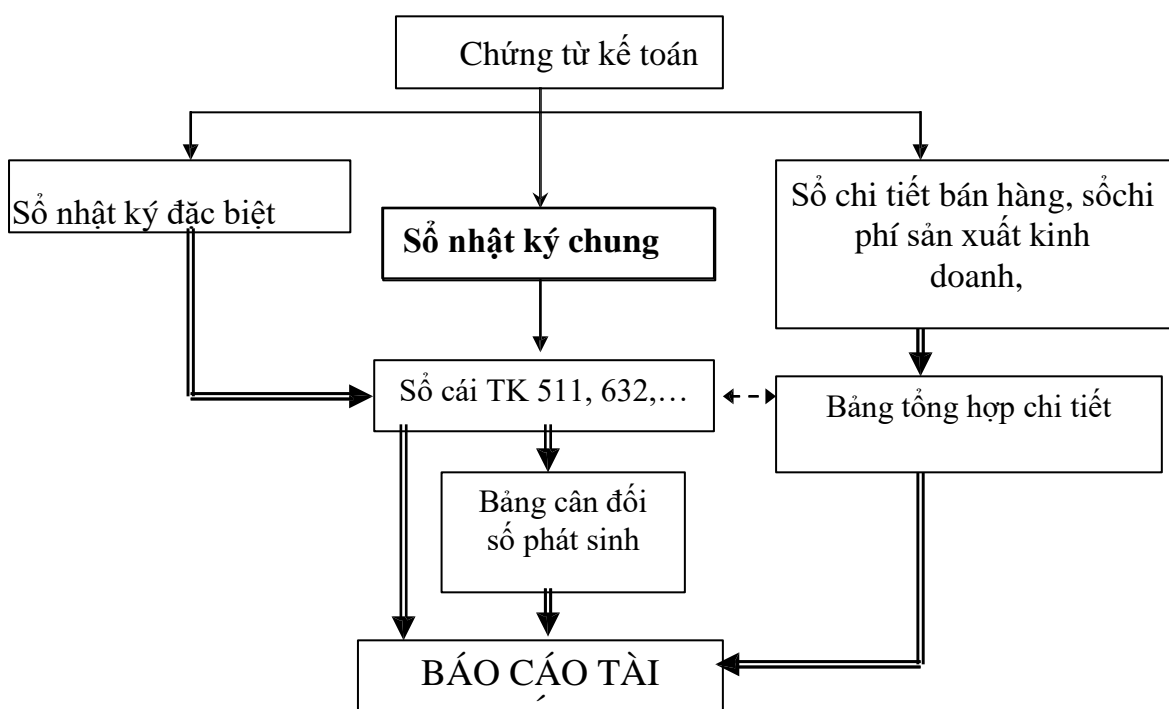 Chứng từ kế toán
Sổ nhật ký đặc biệt
Sổ nhật ký chung
Sổ chi tiết bán hàng, sổchi
phí sản xuất kinh
doanh,
Sổ cái TK 511, 632,…
Bảng tổng hợp chi tiết
Bảng cân đối
số phát sinh
BÁO CÁO TÀI